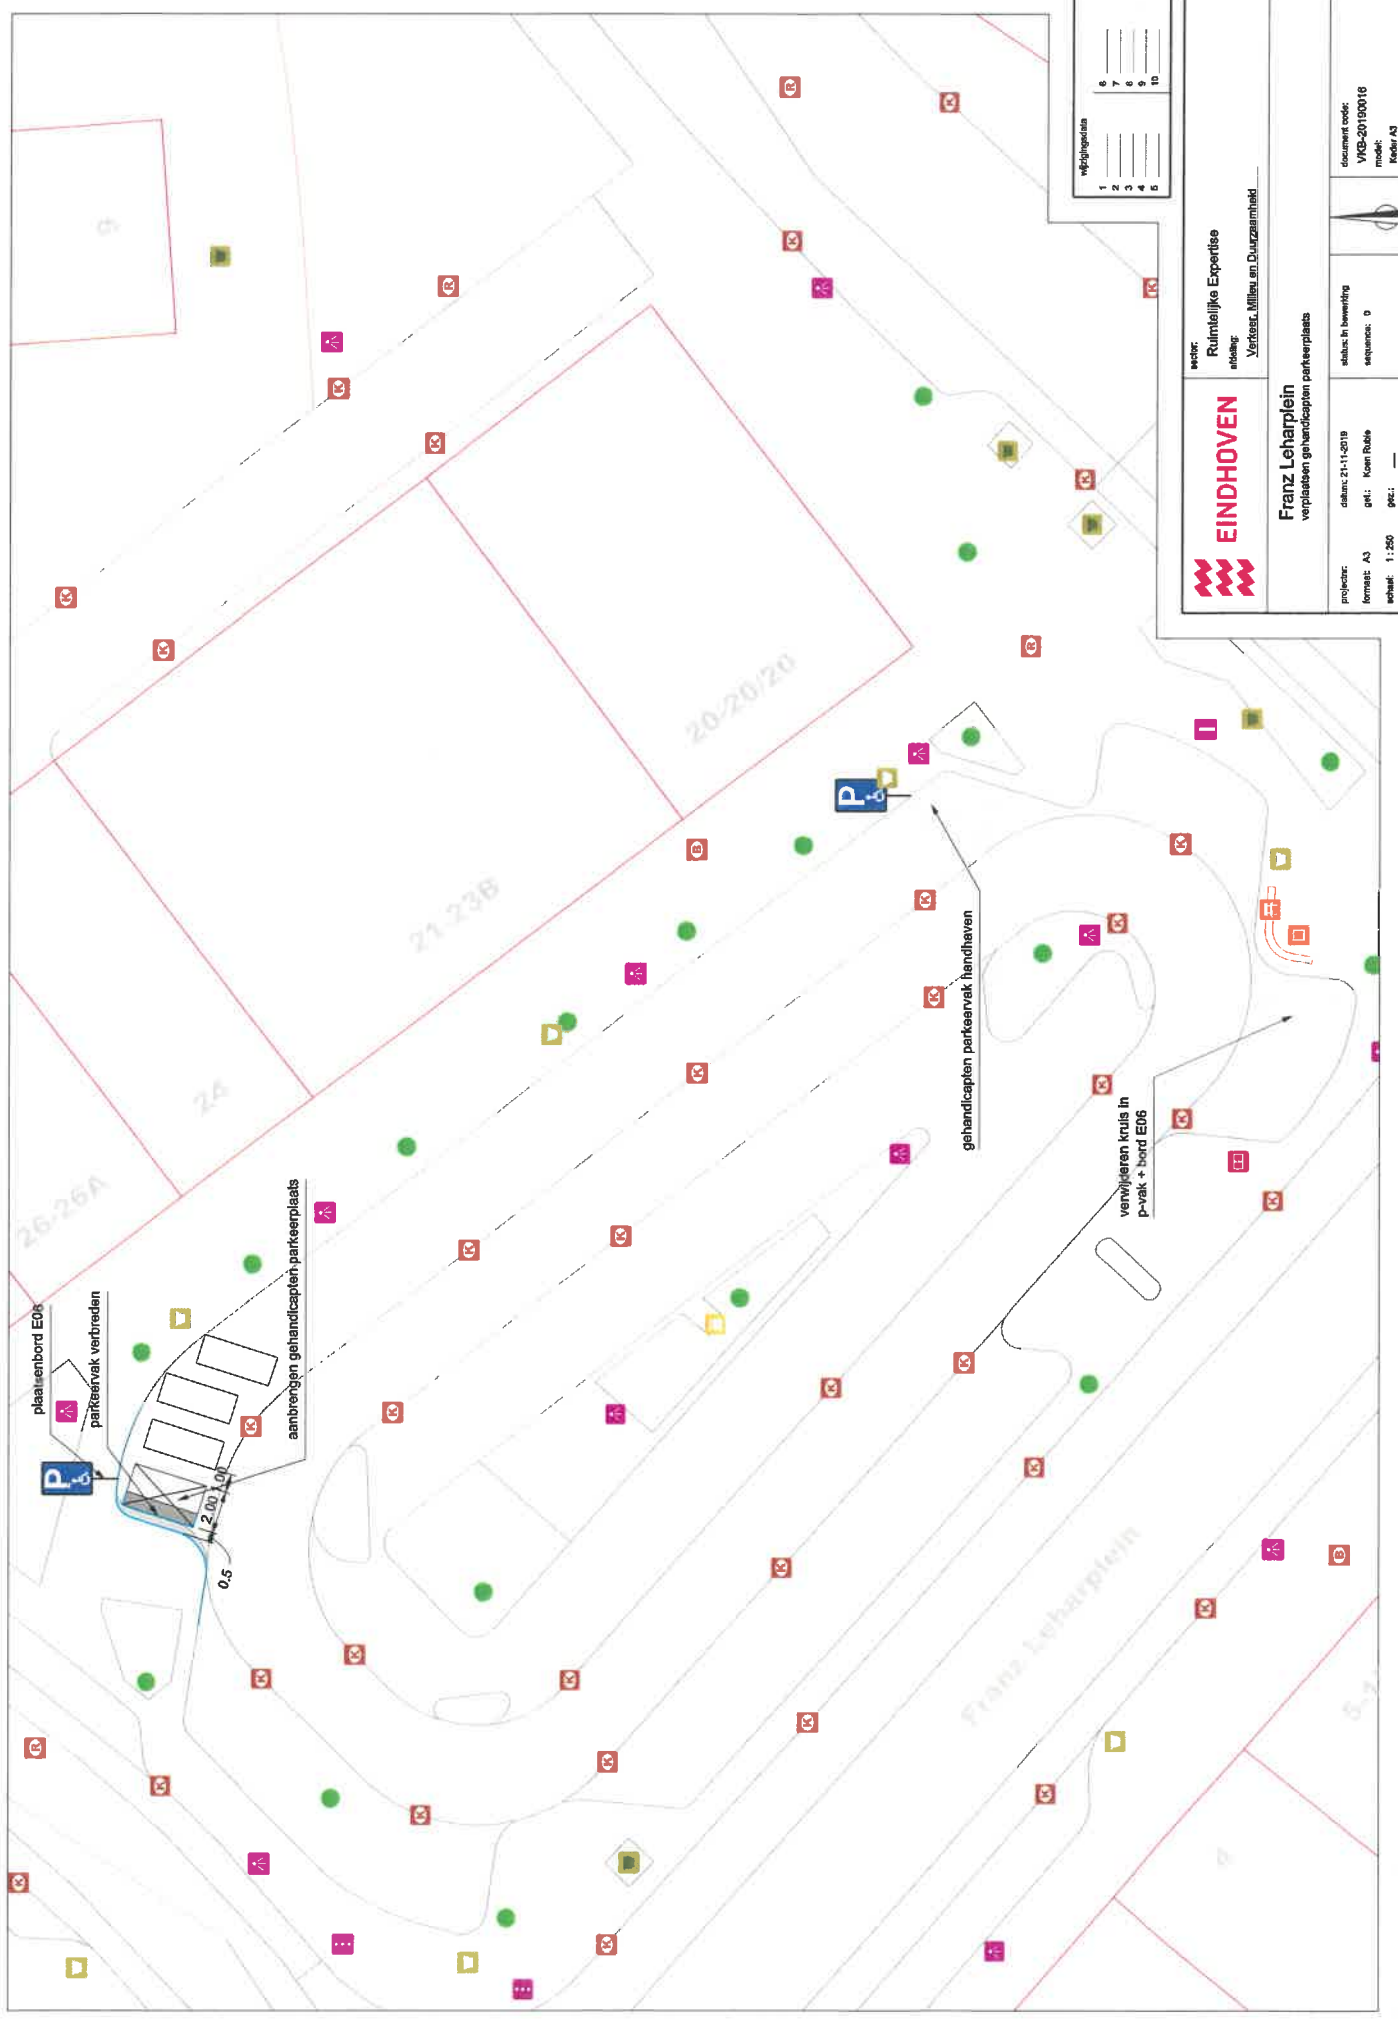 plaatsenbord E06
parkeervak verbreden
aanbrengen gehandicapten-parkeerplaats
2.00
1.00
0.5
26-26A
24
21-23B
20-20/20
9
gehandicapten parkeervak handhaven
verwijderen kruis in
p-vak + bord E06
Franz Leharplein
4
wijzigingsdata
1
2
3
4
5
6
7
8
9
10
EINDHOVEN
sector:
Ruimtelijke Expertise
afdeling:
Verkeer, Milieu en Duurzaamheid
Franz Leharplein
verplaatsen gehandicapten parkeerplaats
projectnr:
formaat: A3
schaal: 1 : 250
datum: 21-11-2019
get.: Koen Rubie
gez.: —
status: In bewerking
sequence: 0
document code:
VKB-20190016
model:
Kader A3